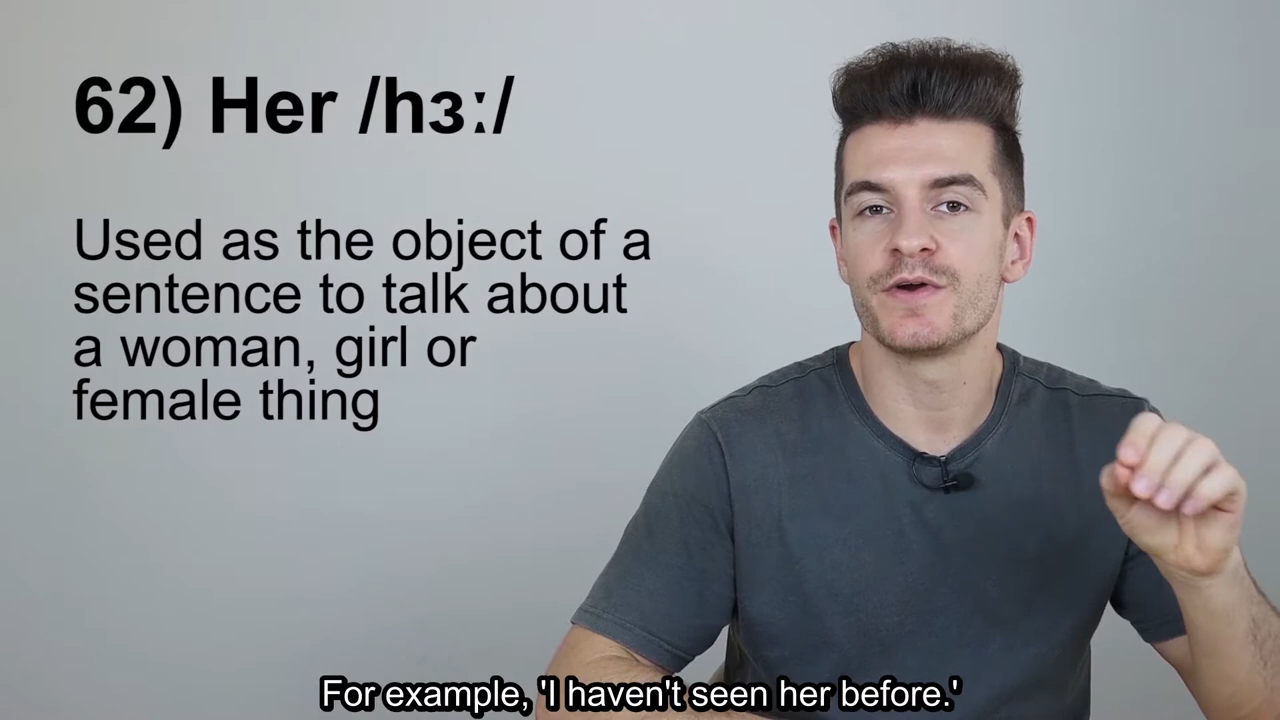 62) Her /hɜː/
Used as the object of a
sentence to talk about
a woman, girl or
female thing
For example, 'I haven't seen her before.'